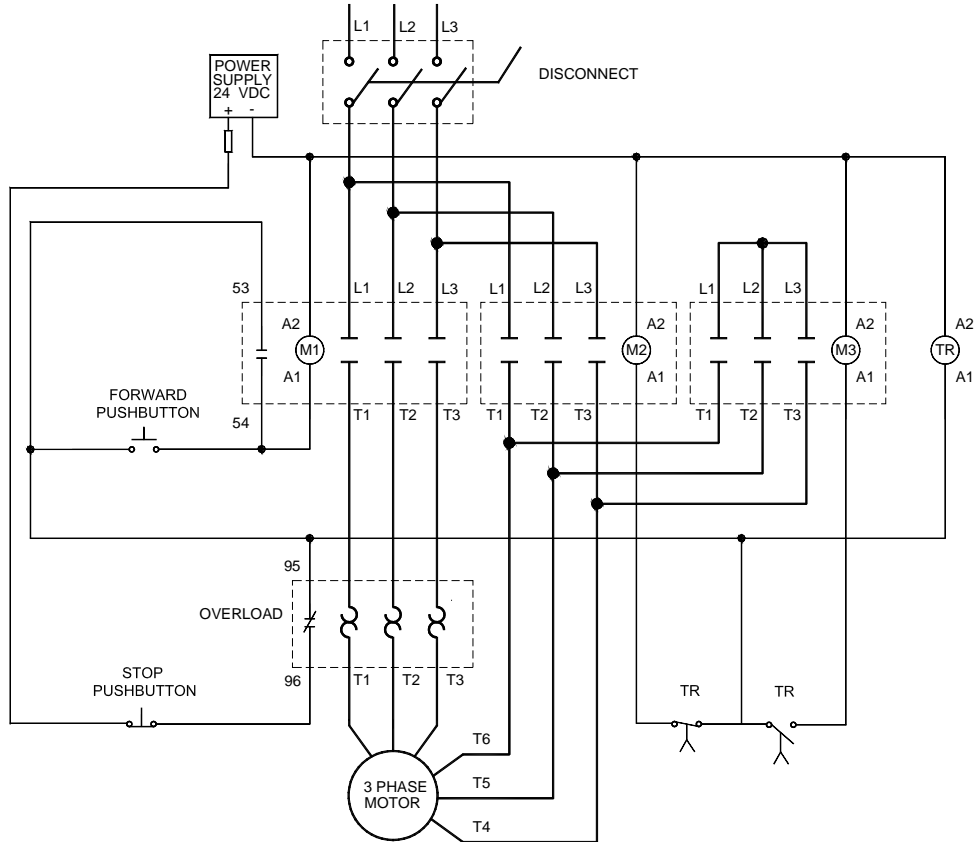 L1 L2 L3
POWER
SUPPLY
24 VDC
+ -
DISCONNECT
53
L1 L2 L3
L1 L2 L3
L1 L2 L3
A2
M1
A1
A2
M2
A1
A2
M3
A1
A2
TR
A1
FORWARD
PUSHBUTTON
54
T1 T2 T3
T1 T2 T3
T1 T2 T3
95
OVERLOAD
96
T1 T2 T3
STOP
PUSHBUTTON
TR TR
T6
3 PHASE
MOTOR
T5
T4